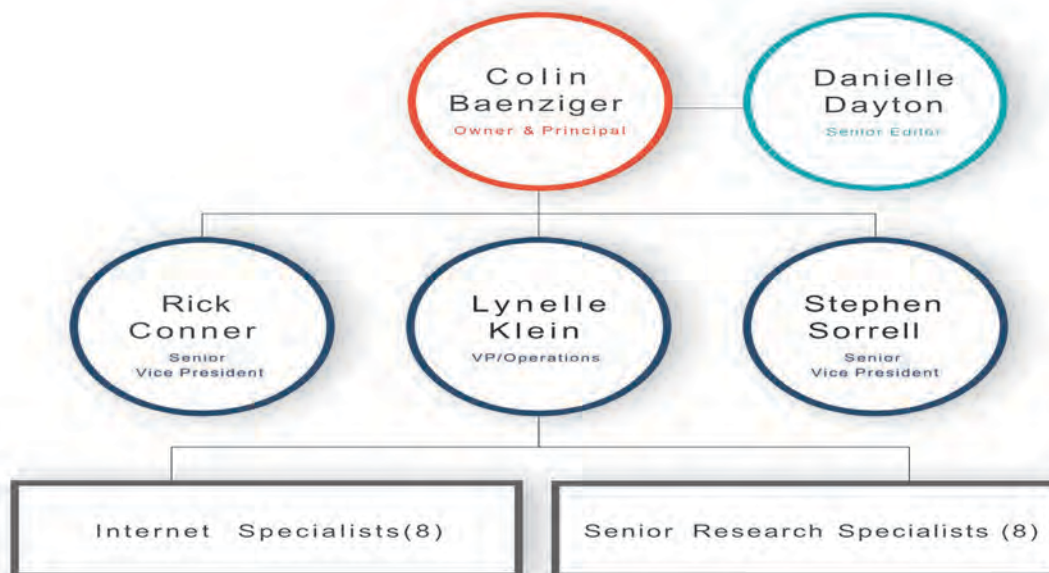 Colin
Baenziger
Owner & Principal
Danielle
Dayton
Senior Editor
Rick
Conner
Senior
Vice President
Lynelle
Klein
VP/Operations
Stephen
Sorrell
Senior
Vice President
Internet Specialists(8)
Senior Research Specialists (8)